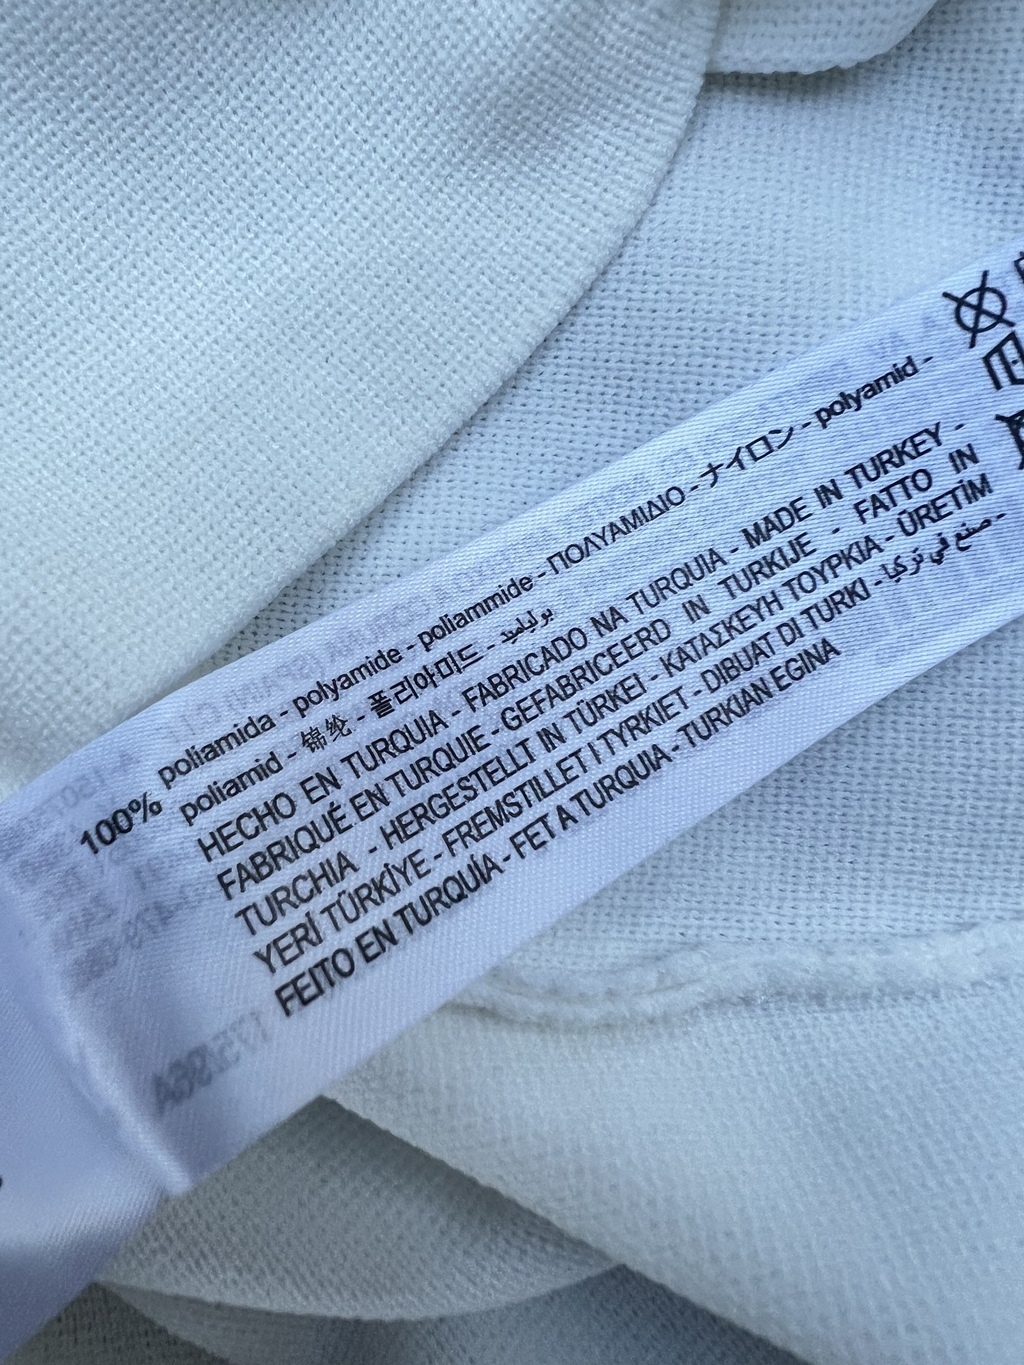 100% poliamida - polyamide - poliammide - ΠΟΛΥΑΜΙΔΙΟ - ナイロン - polyamid -
poliamid - 锦纶 - 폴리아미드 - بولياميد
HECHO EN TURQUIA - FABRICADO NA TURQUIA - MADE IN TURKEY -
FABRIQUÉ EN TURQUIE - GEFABRICEERD IN TURKIJE - FATTO IN
TURCHIA - HERGESTELLT IN TÜRKEI - ΚΑΤΑΣΚΕΥΗ ΤΟΥΡΚΙΑ - ÜRETİM
YERİ TÜRKİYE - FREMSTILLET I TYRKIET - DIBUAT DI TURKI - صنع في تركيا -
FEITO EN TURQUÍA - FET A TURQUIA - TURKIAN EGINA